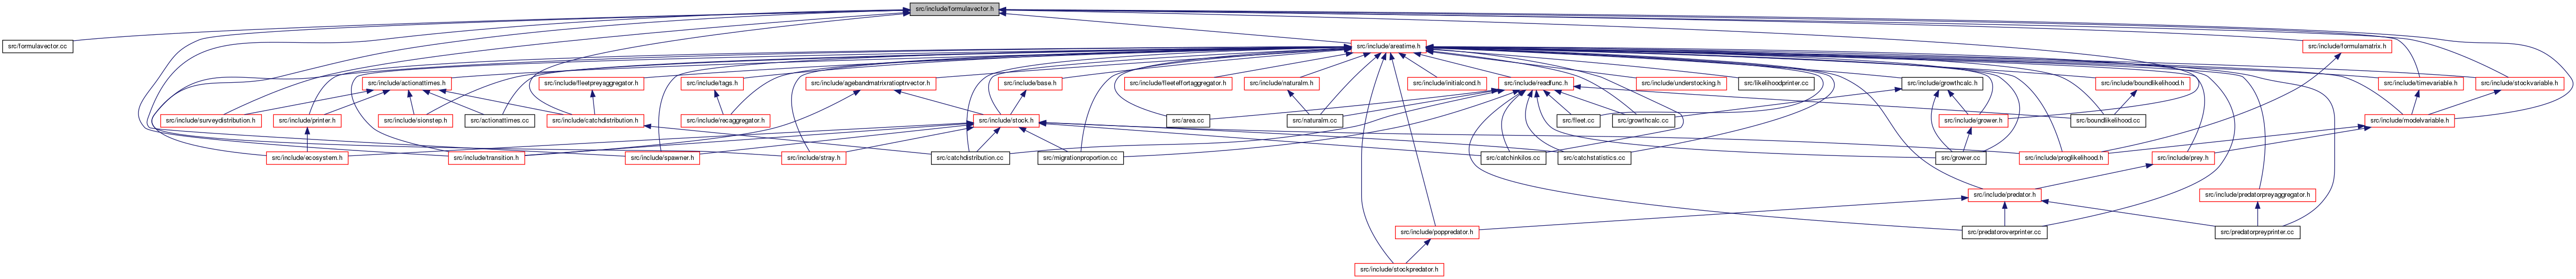 src/include/formulavector.h
src/formulavector.cc
src/include/areatime.h
src/include/formulamatrix.h
src/include/actionattimes.h
src/include/fleetpreyaggregator.h
src/include/tags.h
src/include/agebandmatrixratioptrvector.h
src/include/base.h
src/include/fleeteffortaggregator.h
src/include/naturalm.h
src/include/initialcond.h
src/include/readfunc.h
src/include/understocking.h
src/likelihoodprinter.cc
src/include/growthcalc.h
src/include/boundlikelihood.h
src/include/timevariable.h
src/include/stockvariable.h
src/include/surveydistribution.h
src/include/printer.h
src/include/sionstep.h
src/actionattimes.cc
src/include/catchdistribution.h
src/include/recaggregator.h
src/include/stock.h
src/area.cc
src/naturalm.cc
src/fleet.cc
src/growthcalc.cc
src/include/grower.h
src/boundlikelihood.cc
src/include/modelvariable.h
src/include/ecosystem.h
src/include/transition.h
src/include/spawner.h
src/include/stray.h
src/catchdistribution.cc
src/migrationproportion.cc
src/catchinkilos.cc
src/catchstatistics.cc
src/grower.cc
src/include/proglikelihood.h
src/include/prey.h
src/include/predator.h
src/include/predatorpreyaggregator.h
src/include/poppredator.h
src/predatoroverprinter.cc
src/predatorpreyprinter.cc
src/include/stockpredator.h